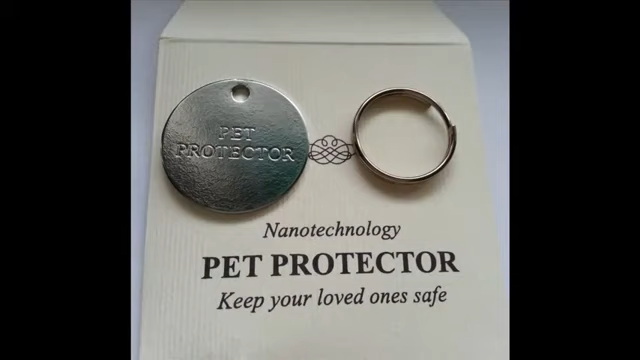 PET
PROTECTOR
Nanotechnology
PET PROTECTOR
Keep your loved ones safe